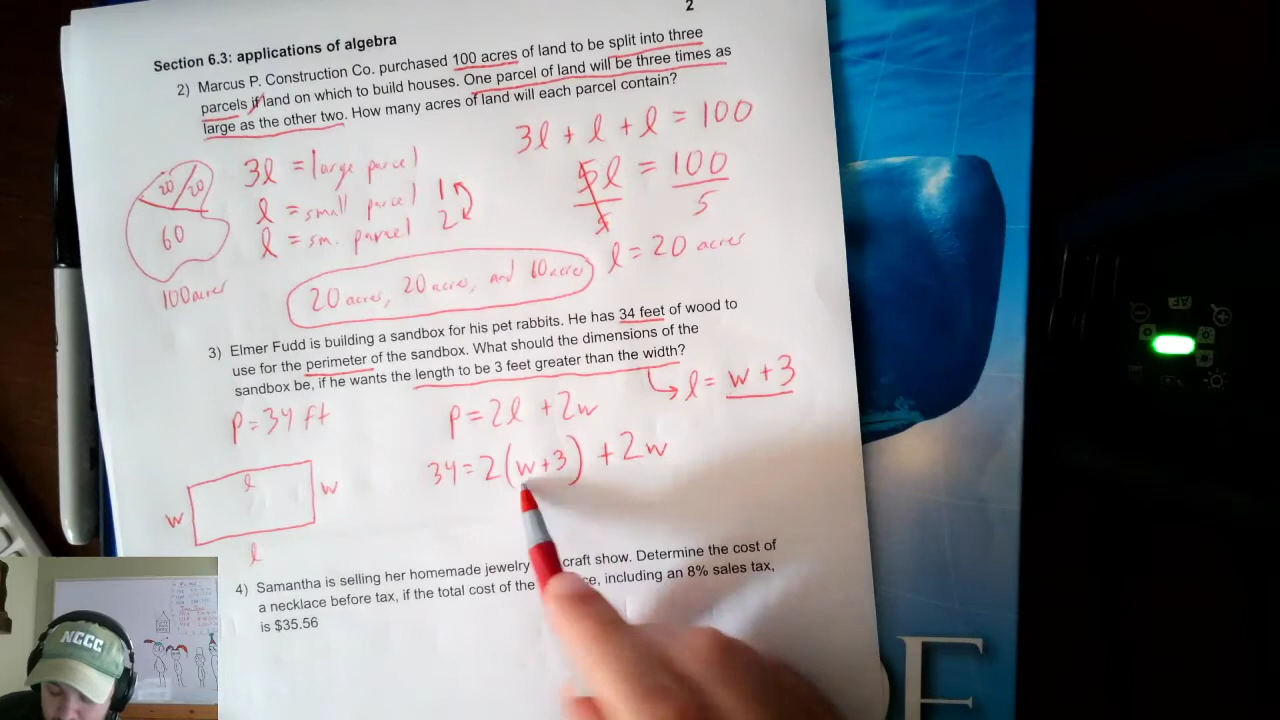 2
Section 6.3: applications of algebra
2) Marcus P. Construction Co. purchased 100 acres of land to be split into three
parcels if land on which to build houses. One parcel of land will be three times as
large as the other two. How many acres of land will each parcel contain?
3l + l + l = 100
3l = large parcel
l = small parcel 1
l = sm. parcel 2
5l = 100
5 5
l = 20 acres
20/20
60
100 acres
20 acres, 20 acres, and 60 acres
3) Elmer Fudd is building a sandbox for his pet rabbits. He has 34 feet of wood to
use for the perimeter of the sandbox. What should the dimensions of the
sandbox be, if he wants the length to be 3 feet greater than the width?
l = w + 3
P = 34 ft
P = 2l + 2w
34 = 2(w+3) + 2w
l
w
w
l
4) Samantha is selling her homemade jewelry craft show. Determine the cost of
a necklace before tax, if the total cost of the including an 8% sales tax,
is $35.56
NCCC
E
AF